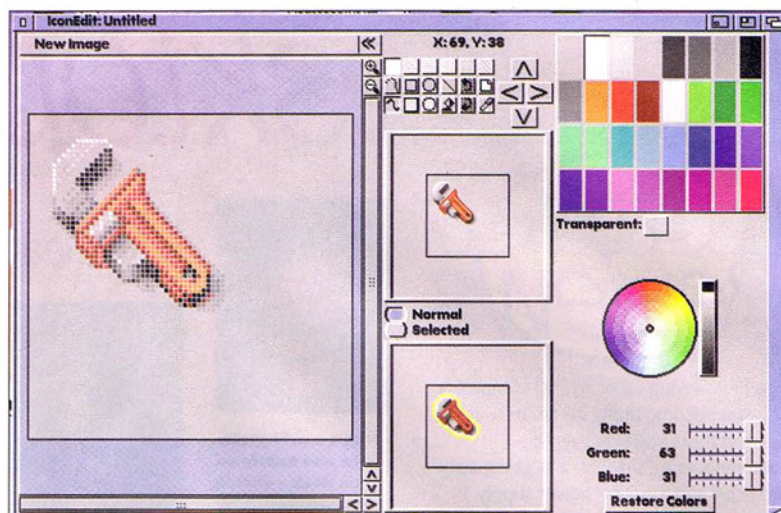 IconEdit: Untitled
New Image
X: 69, Y: 38
Normal
Selected
Transparent:
Red: 31
Green: 63
Blue: 31
Restore Colors